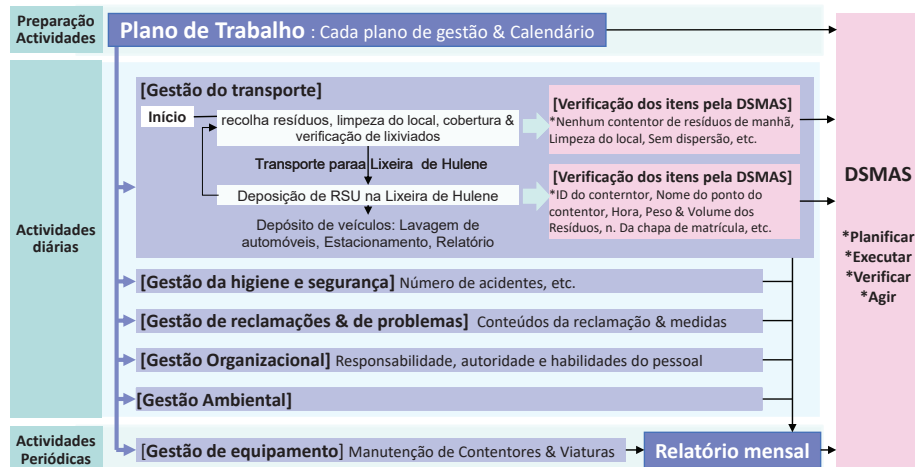 Preparação
Actividades
Plano de Trabalho : Cada plano de gestão & Calendário
Actividades
diárias
[Gestão do transporte]
Início
recolha resíduos, limpeza do local, cobertura &
verificação de lixiviados
Transporte paraa Lixeira de Hulene
Deposição de RSU na Lixeira de Hulene
Depósito de veículos: Lavagem de
automóveis, Estacionamento, Relatório
[Verificação dos itens pela DSMAS]
*Nenhum contentor de resíduos de manhã,
Limpeza do local, Sem dispersão, etc.
[Verificação dos itens pela DSMAS]
*ID do conterntor, Nome do ponto do
contentor, Hora, Peso & Volume dos
Resíduos, n. Da chapa de matrícula, etc.
[Gestão da higiene e segurança] Número de acidentes, etc.
[Gestão de reclamações & de problemas] Conteúdos da reclamação & medidas
[Gestão Organizacional] Responsabilidade, autoridade e habilidades do pessoal
[Gestão Ambiental]
Actividades
Periódicas
[Gestão de equipamento] Manutenção de Contentores & Viaturas
Relatório mensal
DSMAS
*Planificar
*Executar
*Verificar
*Agir